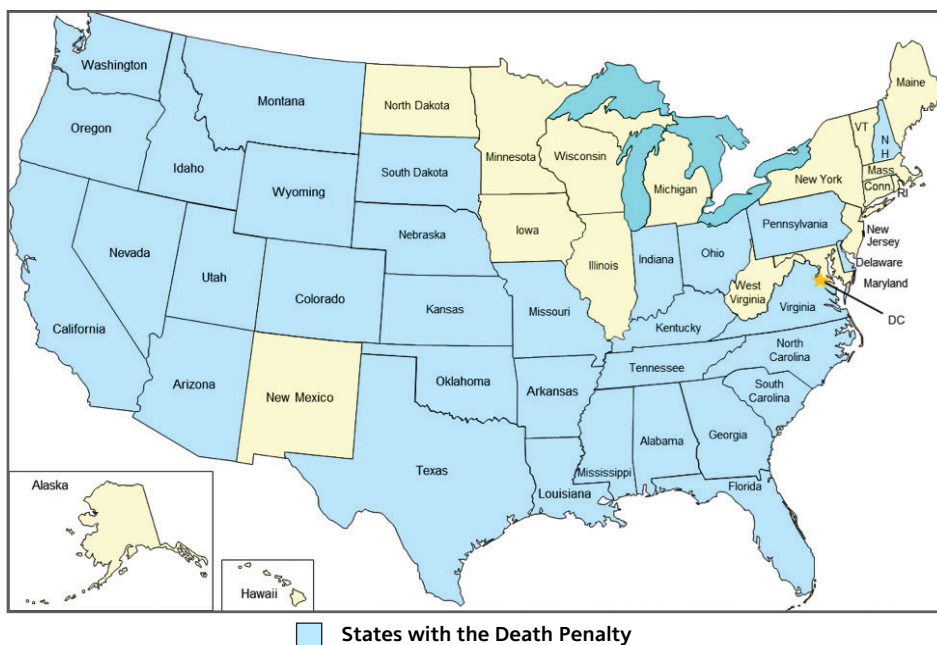 Washington
Oregon
Idaho
Montana
Wyoming
North Dakota
South Dakota
Nebraska
Kansas
Minnesota
Iowa
Wisconsin
Michigan
Illinois
Indiana
Ohio
Pennsylvania
New York
VT
N
H
Maine
Mass.
Conn.
RI
New
Jersey
Delaware
Maryland
DC
West
Virginia
Virginia
Kentucky
North
Carolina
Tennessee
South
Carolina
Georgia
Alabama
Mississippi
Florida
Louisiana
Arkansas
Missouri
Oklahoma
Texas
New Mexico
Colorado
Utah
Arizona
Nevada
California
Alaska
Hawaii
States with the Death Penalty